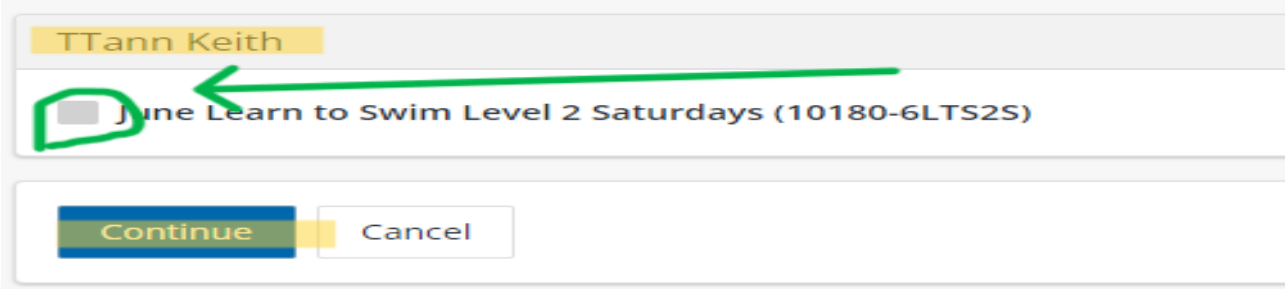 TTann Keith
June Learn to Swim Level 2 Saturdays (10180-6LTS2S)
Continue Cancel